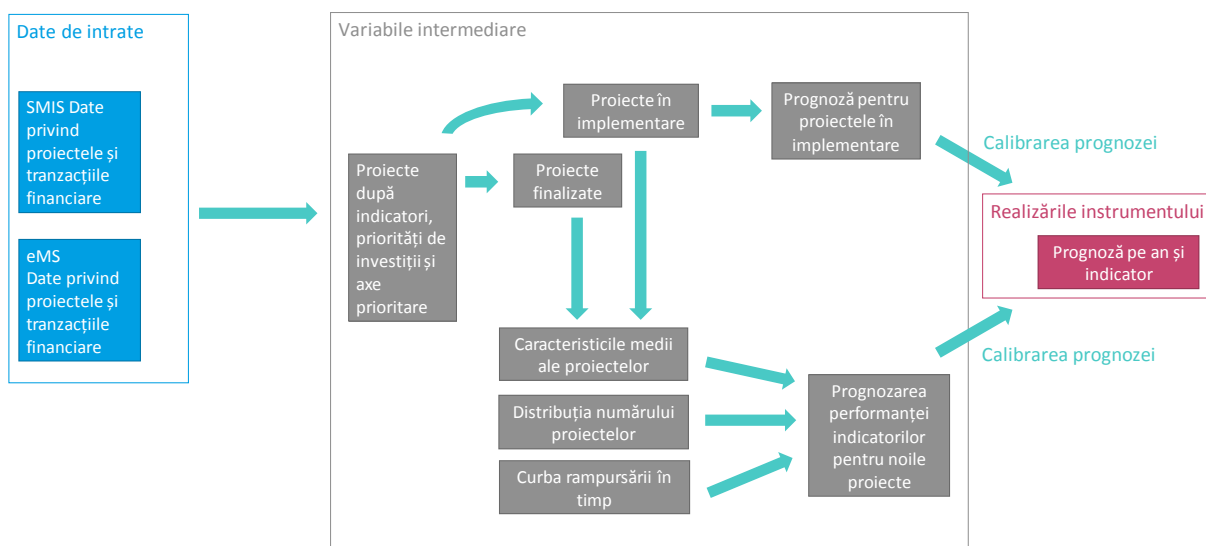 Date de intrate
SMIS Date
privind
proiectele și
tranzacțiile
financiare
eMS
Date privind
proiectele și
tranzacțiile
financiare
Variabile intermediare
Proiecte după
indicatori,
priorități de
investiții și
axe
prioritare
Proiecte în
implementare
Proiecte
finalizate
Prognoză pentru
proiectele în
implementare
Caracteristicile medii
ale proiectelor
Distribuția numărului
proiectelor
Curba rampursării în
timp
Prognozarea
performanței
indicatorilor
pentru noile
proiecte
Calibrarea prognozei
Realizările instrumentului
Prognoză pe an și
indicator
Calibrarea prognozei